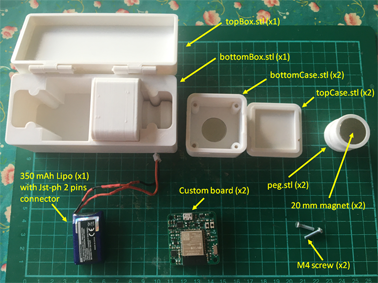 topBox.stl (x1)
bottomBox.stl (x1)
bottomCase.stl (x2)
topCase.stl (x2)
350 mAh Lipo (x1)
with Jst-ph 2 pins
connector
Custom board (x2)
peg.stl (x2)
20 mm magnet (x2)
M4 screw (x2)